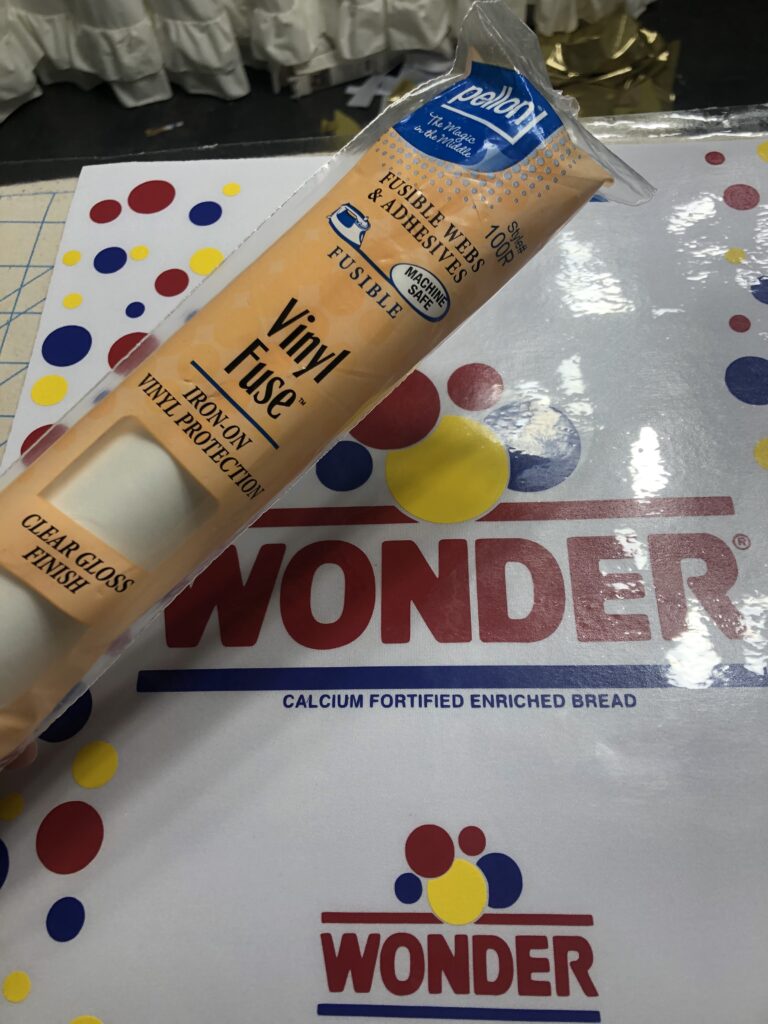 pellon®
The Magic
in the Middle
FUSIBLE WEBS
& ADHESIVES
Style#
100R
FUSIBLE
MACHINE
SAFE
Vinyl
Fuse™
IRON-ON
VINYL PROTECTION
CLEAR GLOSS
FINISH
WONDER®
CALCIUM FORTIFIED ENRICHED BREAD
WONDER